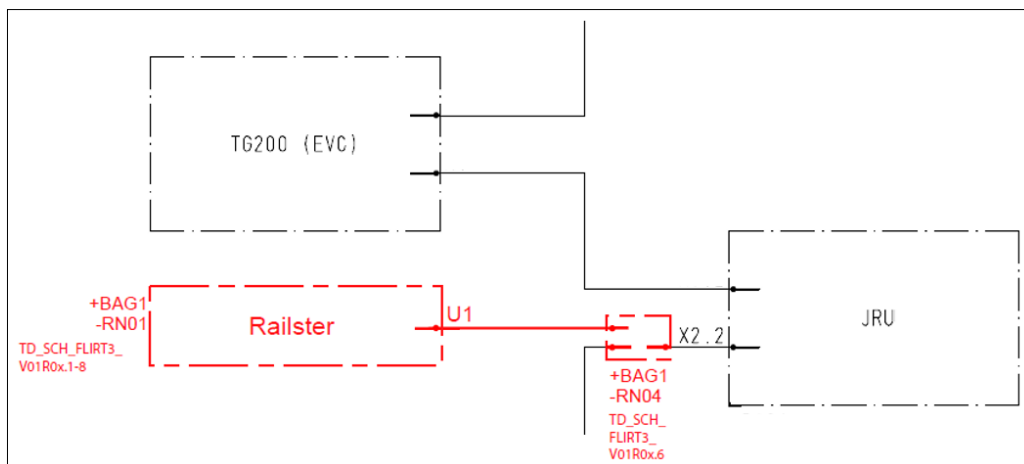 TG200 (EVC)
+BAG1
-RN01
Railster
U1
TD_SCH_FLIRT3_
V01R0x.1-8
X2.2
JRU
+BAG1
-RN04
TD_SCH_
FLIRT3_
V01R0x.6